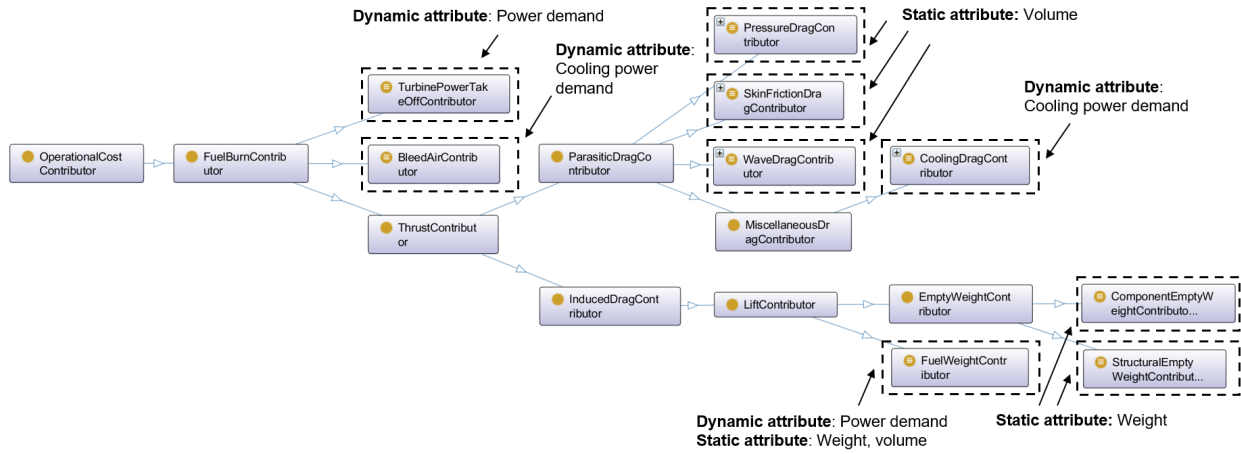 Dynamic attribute: Power demand
Static attribute: Volume
Dynamic attribute:
Cooling power
demand
PressureDragCon
tributor
TurbinePowerTak
eOffContributor
SkinFrictionDra
gContributor
Dynamic attribute:
Cooling power demand
OperationalCost
Contributor
FuelBurnContrib
utor
BleedAirContrib
utor
ParasiticDragCo
ntributor
WaveDragContrib
utor
CoolingDragCont
ributor
ThrustContribut
or
MiscellaneousDr
agContributor
InducedDragCont
ributor
LiftContributor
EmptyWeightCont
ributor
ComponentEmptyW
eightContributo...
FuelWeightContr
ibutor
StructuralEmpty
WeightContribut...
Dynamic attribute: Power demand
Static attribute: Weight, volume
Static attribute: Weight